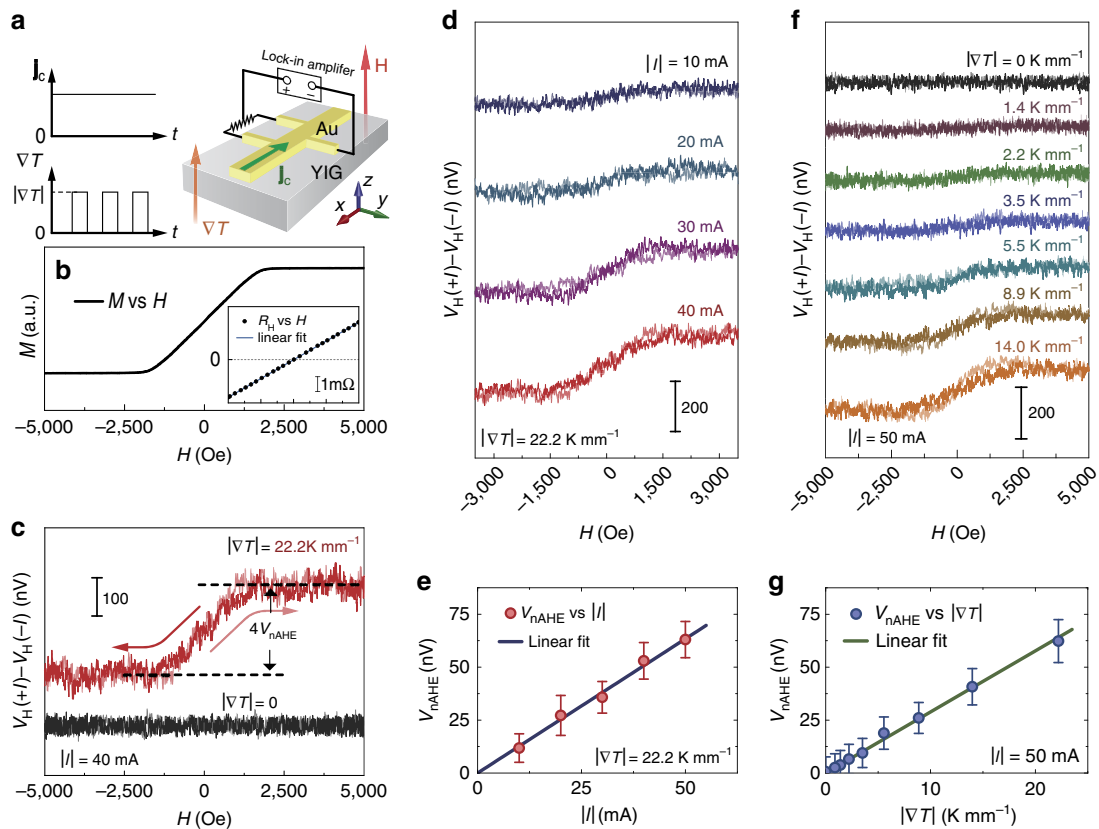 a
j_c
0
t
∇T
|∇T|
0
t
Lock-in amplifer
+
−
H
Au
j_c
YIG
∇T
x
y
z
b
M vs H
M (a.u.)
R_H vs H
linear fit
0
1mΩ
−5,000
−2,500
0
2,500
5,000
H (Oe)
c
|∇T| = 22.2K mm⁻¹
100
4V_nAHE
|∇T| = 0
|I| = 40 mA
V_H(+I)−V_H(−I) (nV)
−5,000
−2,500
0
2,500
5,000
H (Oe)
d
|I| = 10 mA
20 mA
30 mA
40 mA
200
|∇T| = 22.2 K mm⁻¹
V_H(+I)−V_H(−I) (nV)
−3,000
−1,500
0
1,500
3,000
H (Oe)
e
V_nAHE vs |I|
Linear fit
|∇T| = 22.2 K mm⁻¹
V_nAHE (nV)
75
50
25
0
0
20
40
|I| (mA)
f
|∇T| = 0 K mm⁻¹
1.4 K mm⁻¹
2.2 K mm⁻¹
3.5 K mm⁻¹
5.5 K mm⁻¹
8.9 K mm⁻¹
14.0 K mm⁻¹
200
|I| = 50 mA
V_H(+I)−V_H(−I) (nV)
−5,000
−2,500
0
2,500
5,000
H (Oe)
g
V_nAHE vs |∇T|
Linear fit
|I| = 50 mA
V_nAHE (nV)
75
50
25
0
0
10
20
|∇T| (K mm⁻¹)